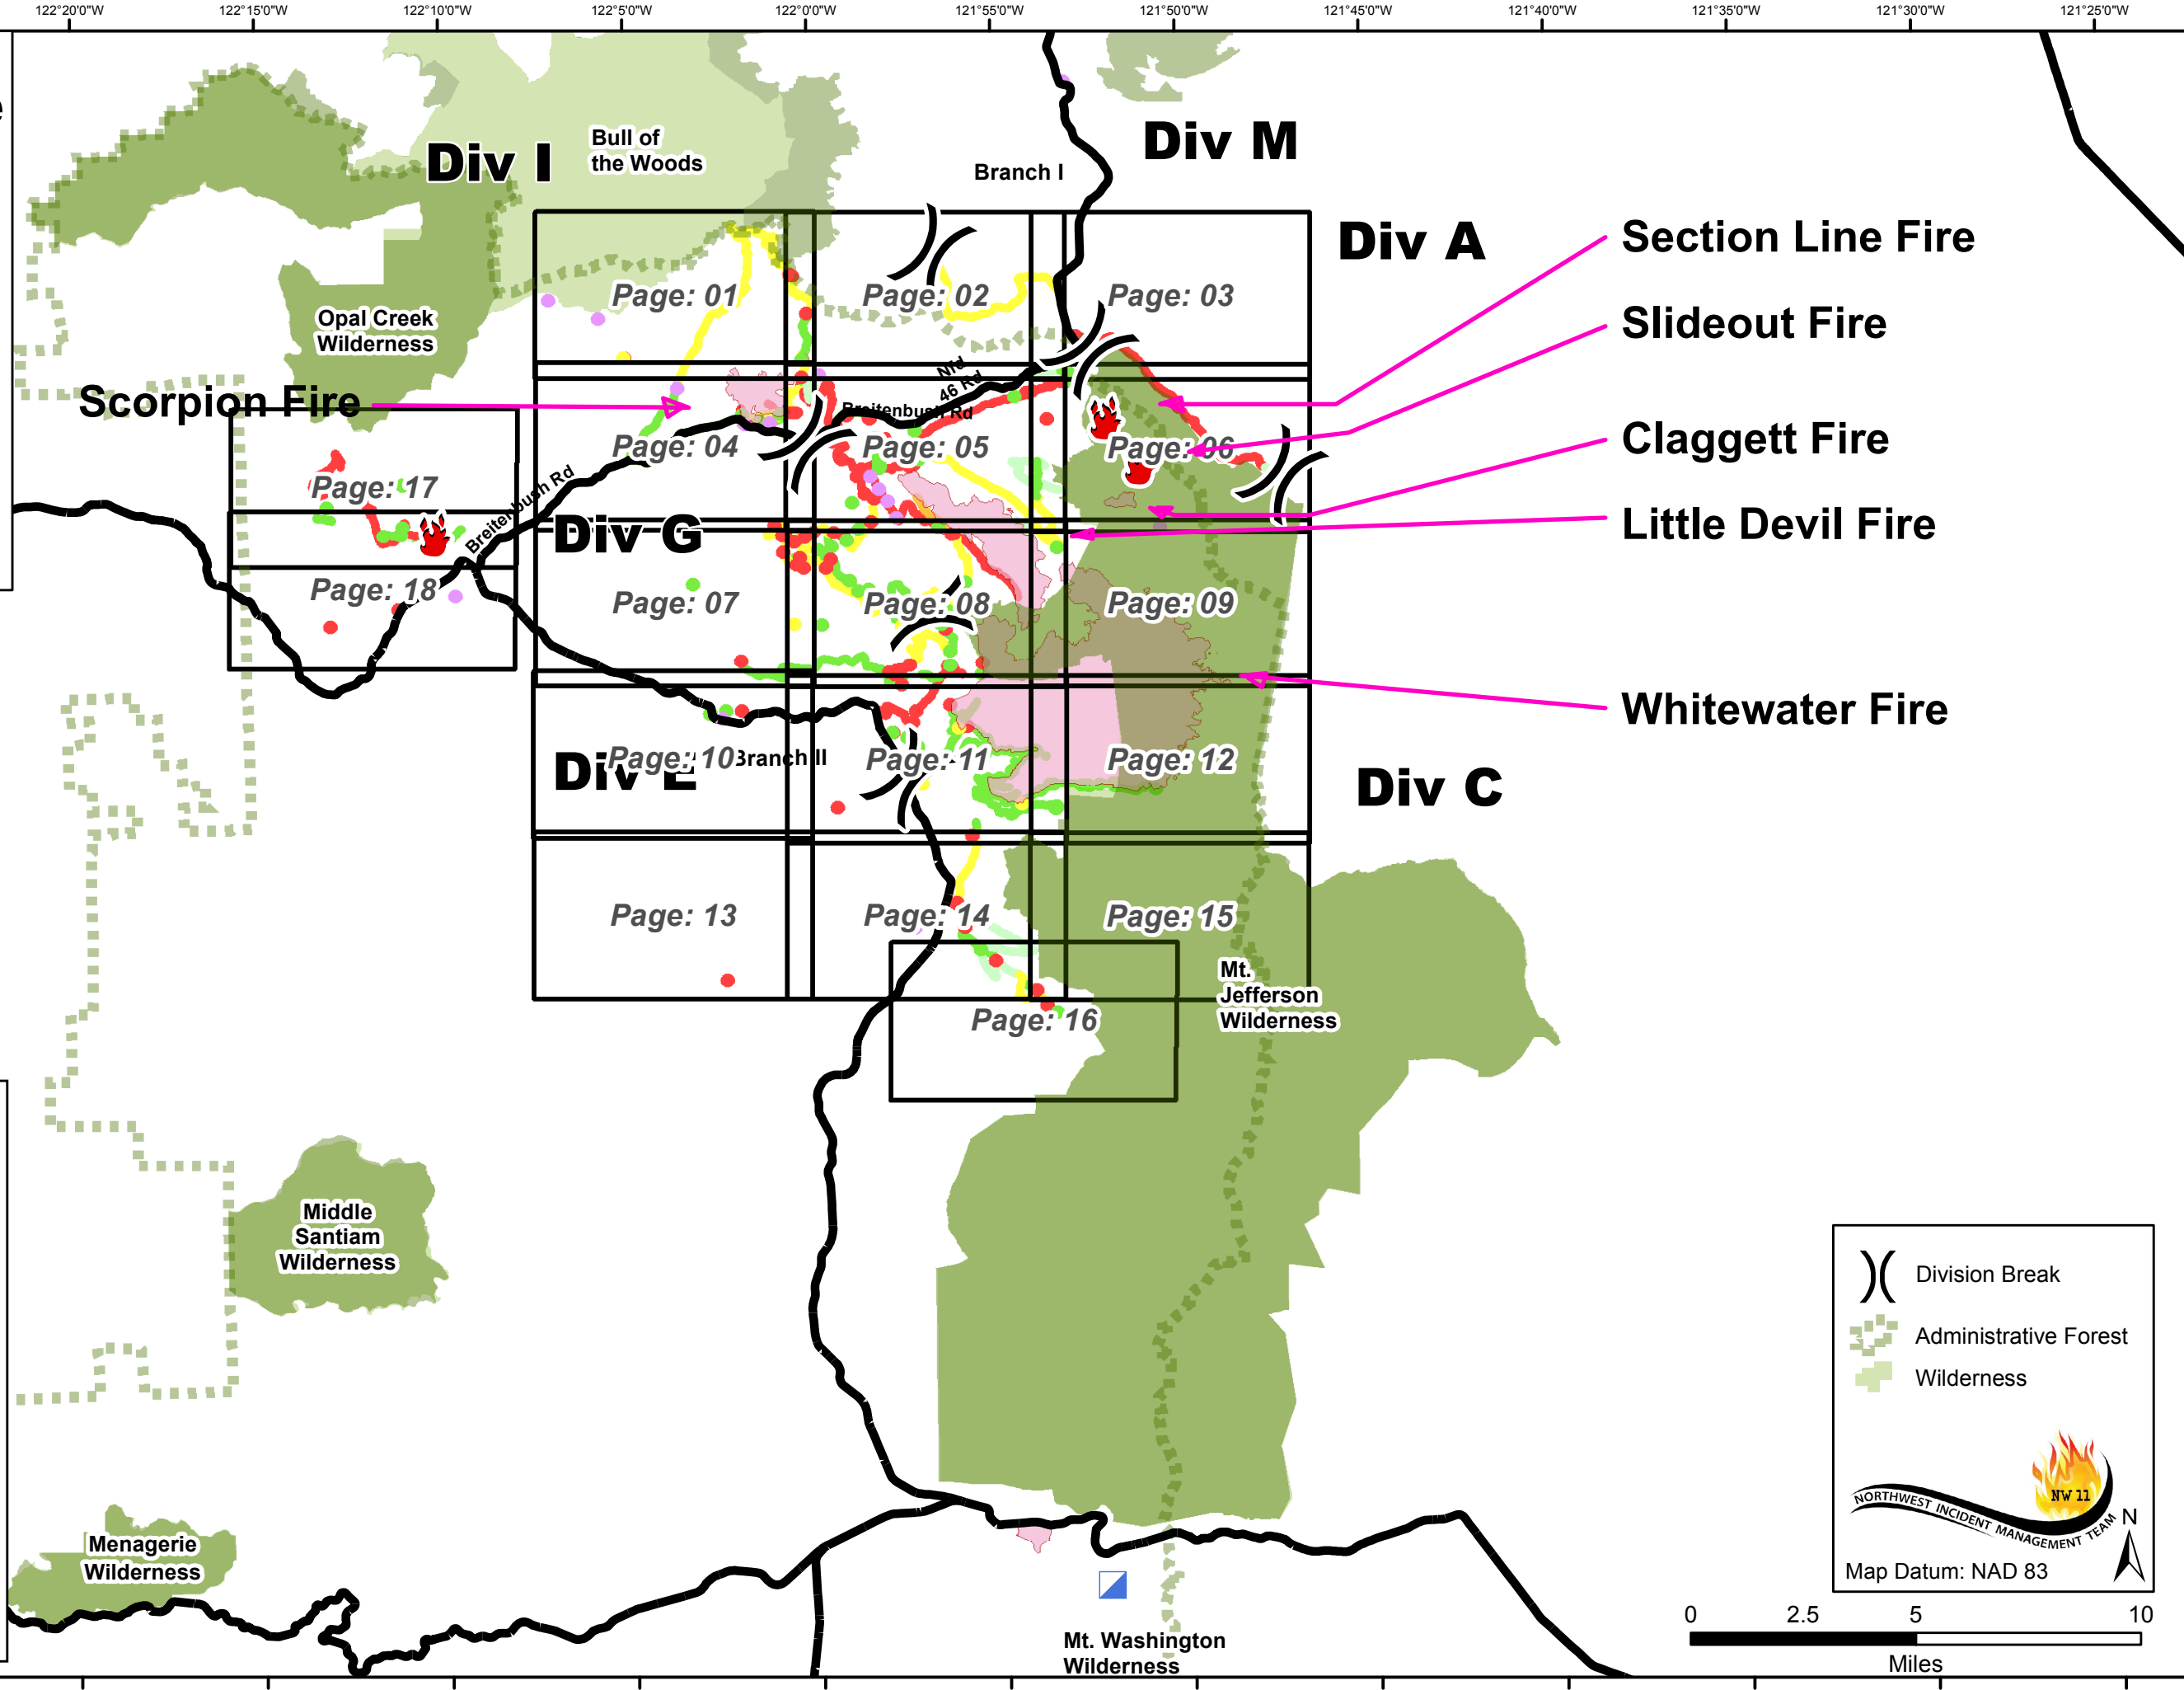 122°20'0"W 122°15'0"W 122°10'0"W 122°5'0"W 122°0'0"W 121°55'0"W 121°50'0"W 121°45'0"W 121°40'0"W 121°35'0"W 121°30'0"W 121°25'0"W
Div M
Div I
Bull of
the Woods
Branch I
Div A
Section Line Fire
Page: 01
Page: 02
Page: 03
Opal Creek
Wilderness
Slideout Fire
Scorpion Fire
Nfd
46 Rd
Breitenbush Rd
Page: 04
Page: 05
Page: 06
Claggett Fire
Page: 17
Breitenbush Rd
Div G
Little Devil Fire
Page: 18
Page: 07
Page: 08
Page: 09
Whitewater Fire
Div E
Page: 10
Branch II
Page: 11
Page: 12
Div C
Page: 13
Page: 14
Page: 15
Mt.
Jefferson
Wilderness
Page: 16
Middle
Santiam
Wilderness
Menagerie
Wilderness
Mt. Washington
Wilderness
Division Break
Administrative Forest
Wilderness
NW 11
NORTHWEST INCIDENT MANAGEMENT TEAM
N
Map Datum: NAD 83
0 2.5 5 10
Miles